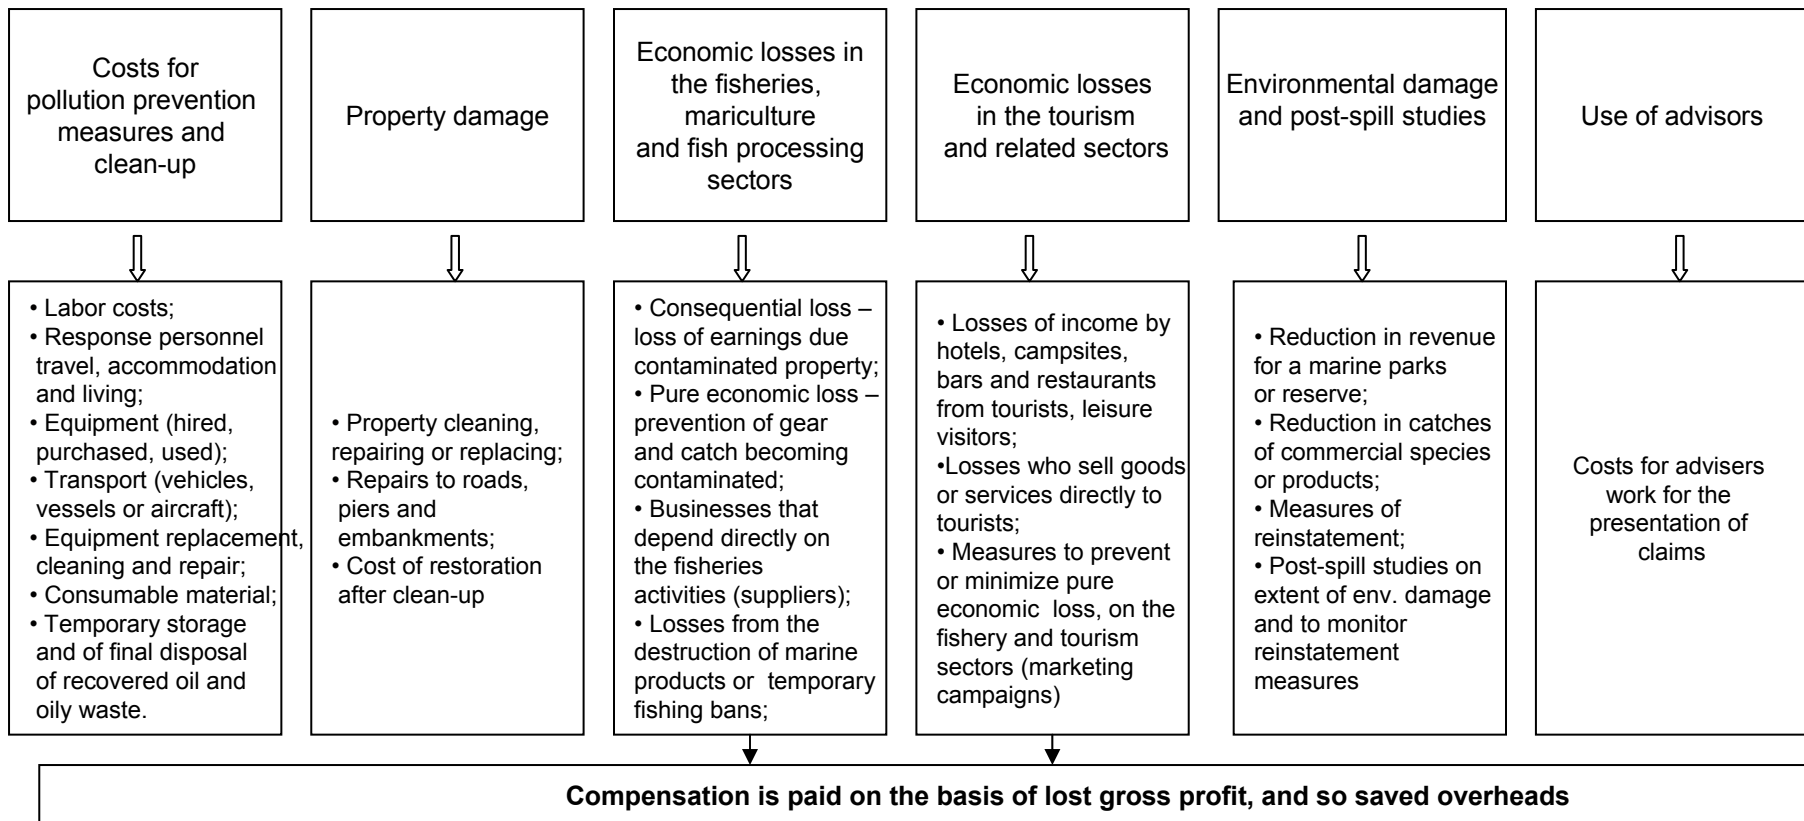 Costs for
pollution prevention
measures and
clean-up
Property damage
Economic losses in
the fisheries,
mariculture
and fish processing
sectors
Economic losses
in the tourism
and related sectors
Environmental damage
and post-spill studies
Use of advisors
• Labor costs;
• Response personnel
travel, accommodation
and living;
• Equipment (hired,
purchased, used);
• Transport (vehicles,
vessels or aircraft);
• Equipment replacement,
cleaning and repair;
• Consumable material;
• Temporary storage
and of final disposal
of recovered oil and
oily waste.
• Property cleaning,
repairing or replacing;
• Repairs to roads,
piers and
embankments;
• Cost of restoration
after clean-up
• Consequential loss –
loss of earnings due
contaminated property;
• Pure economic loss –
prevention of gear
and catch becoming
contaminated;
• Businesses that
depend directly on
the fisheries
activities (suppliers);
• Losses from the
destruction of marine
products or temporary
fishing bans;
• Losses of income by
hotels, campsites,
bars and restaurants
from tourists, leisure
visitors;
•Losses who sell goods
or services directly to
tourists;
• Measures to prevent
or minimize pure
economic loss, on the
fishery and tourism
sectors (marketing
campaigns)
• Reduction in revenue
for a marine parks
or reserve;
• Reduction in catches
of commercial species
or products;
• Measures of
reinstatement;
• Post-spill studies on
extent of env. damage
and to monitor
reinstatement
measures
Costs for advisers
work for the
presentation of
claims
Compensation is paid on the basis of lost gross profit, and so saved overheads